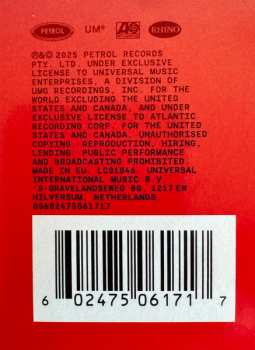 PETROL UM® ATLANTIC RHINO
℗&© 2025 PETROL RECORDS
PTY. LTD. UNDER EXCLUSIVE
LICENSE TO UNIVERSAL MUSIC
ENTERPRISES, A DIVISION OF
UMG RECORDINGS, INC. FOR THE
WORLD EXCLUDING THE UNITED
STATES AND CANADA, AND UNDER
EXCLUSIVE LICENSE TO ATLANTIC
RECORDING CORP. FOR THE UNITED
STATES AND CANADA. UNAUTHORISED
COPYING, REPRODUCTION, HIRING,
LENDING, PUBLIC PERFORMANCE
AND BROADCASTING PROHIBITED.
MADE IN EU. LC01846. UNIVERSAL
INTERNATIONAL MUSIC B.V.
'S-GRAVELANDSEWEG 80, 1217 EW
HILVERSUM, NETHERLANDS
00602475061717
6 02475 06171 7